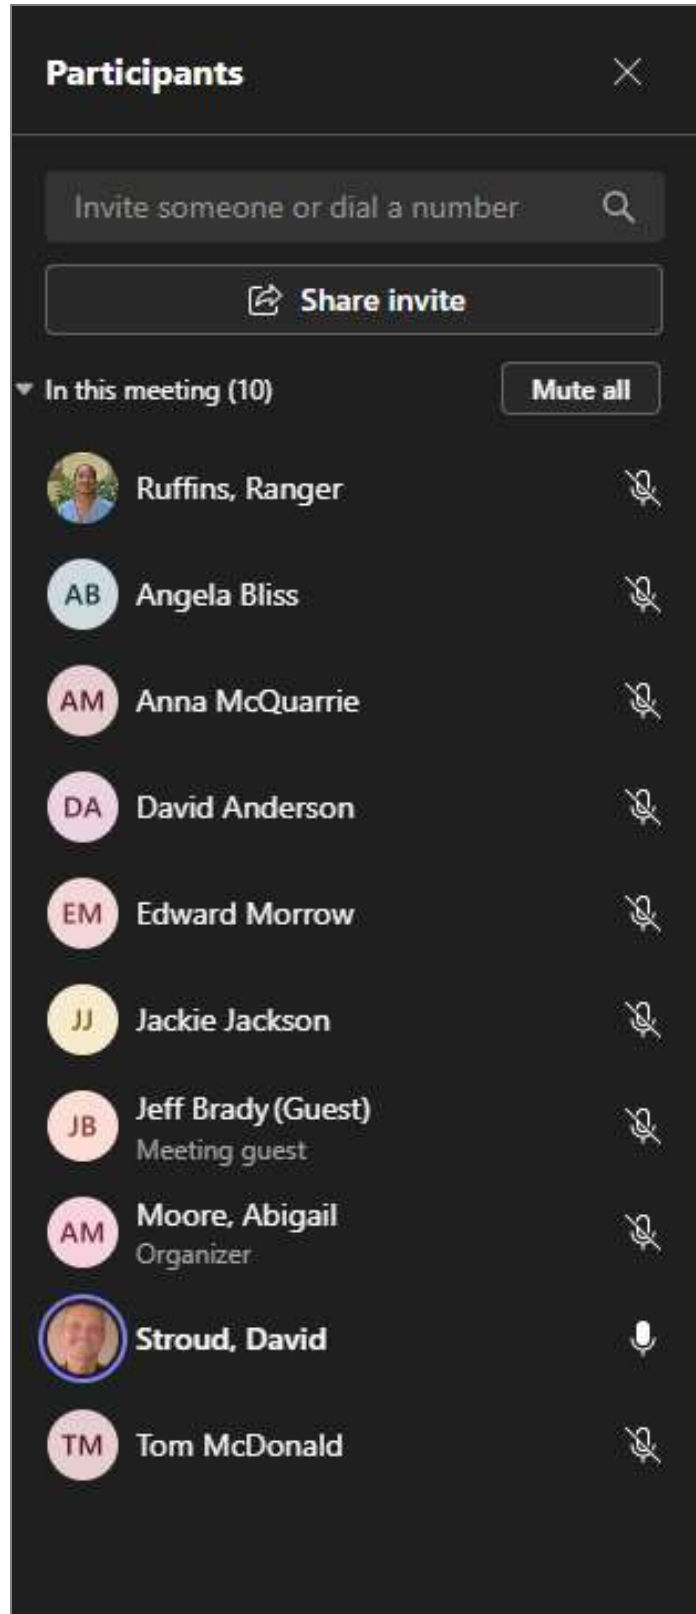 Participants
Invite someone or dial a number
Share invite
In this meeting (10) Mute all
Ruffins, Ranger
AB Angela Bliss
AM Anna McQuarrie
DA David Anderson
EM Edward Morrow
JJ Jackie Jackson
JB Jeff Brady (Guest)
Meeting guest
AM Moore, Abigail
Organizer
Stroud, David
TM Tom McDonald